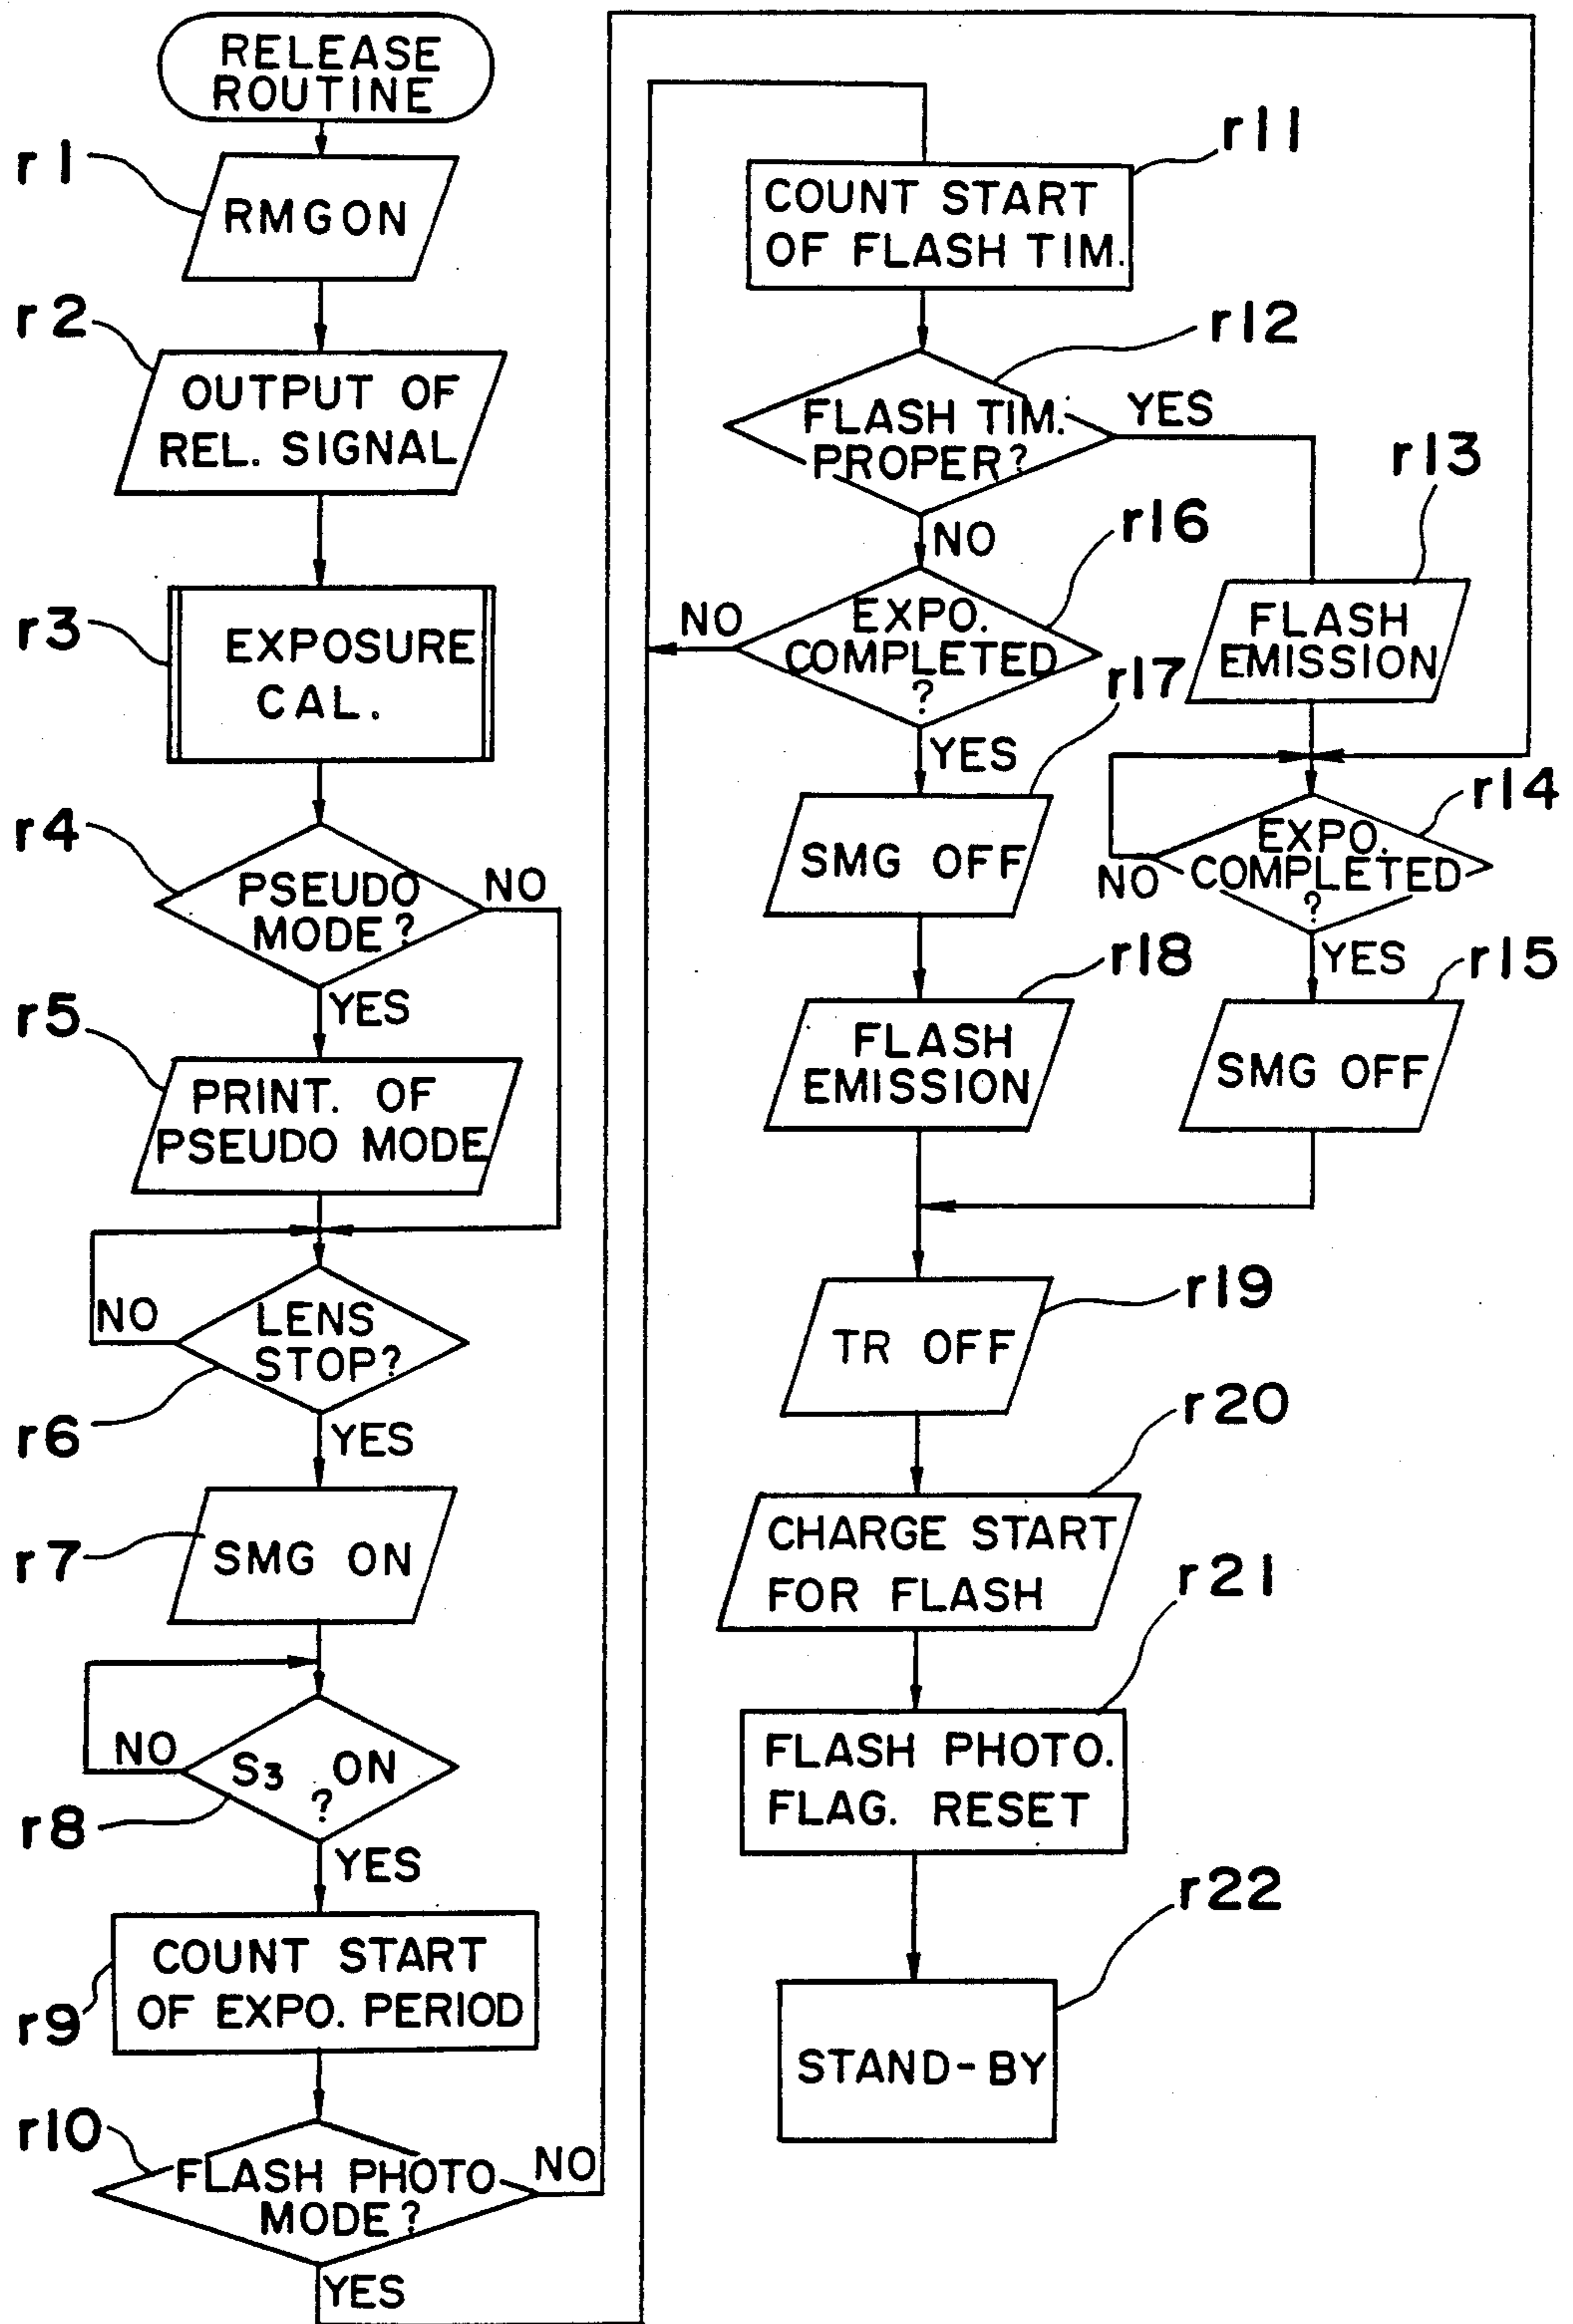 RELEASE
ROUTINE
r1
RMGON
r2
OUTPUT OF
REL. SIGNAL
r3
EXPOSURE
CAL.
r4
PSEUDO
MODE?
NO
YES
r5
PRINT. OF
PSEUDO MODE
NO
LENS
STOP?
r6
YES
r7
SMG ON
NO
S3 ON
?
r8
YES
COUNT START
OF EXPO. PERIOD
r9
r10
FLASH PHOTO
MODE?
NO
YES
r11
COUNT START
OF FLASH TIM.
r12
FLASH TIM.
PROPER?
YES
NO
r13
FLASH
EMISSION
r16
NO
EXPO.
COMPLETED
?
YES
r17
SMG OFF
r14
EXPO.
COMPLETED
?
NO
YES
r15
SMG OFF
r18
FLASH
EMISSION
r19
TR OFF
r20
CHARGE START
FOR FLASH
r21
FLASH PHOTO.
FLAG. RESET
r22
STAND-BY